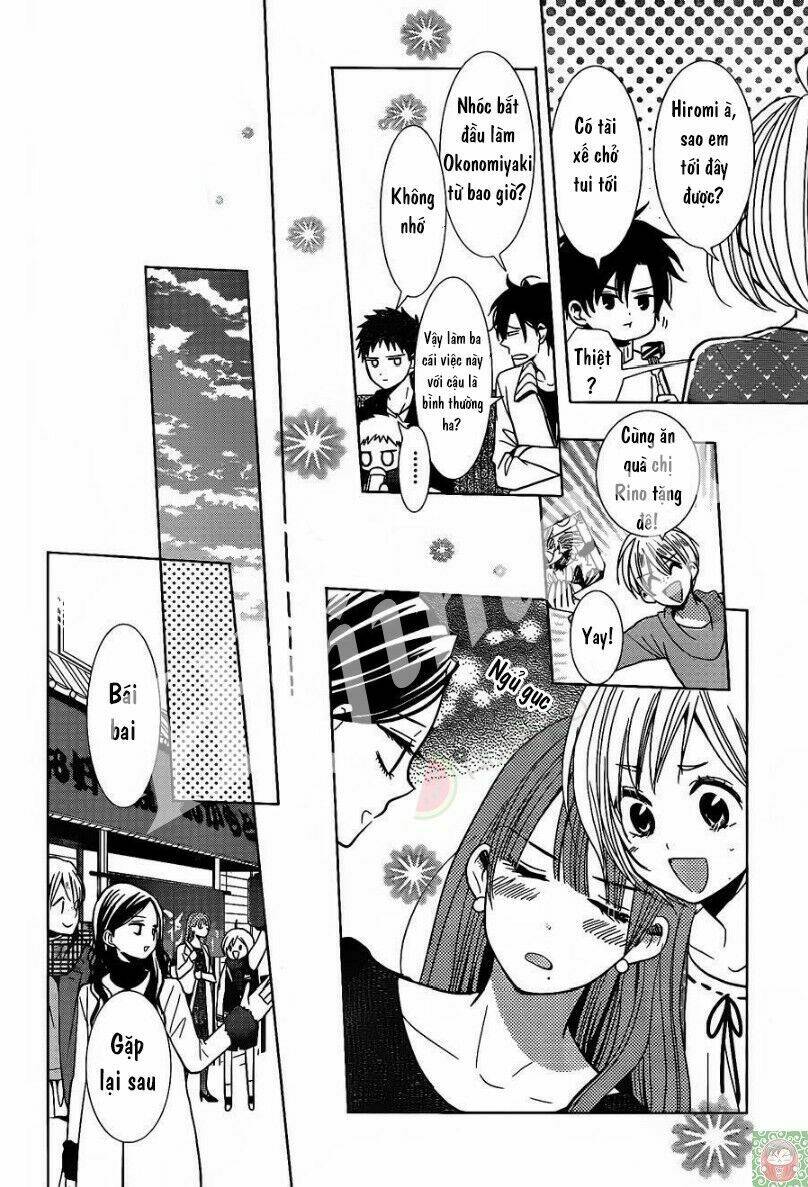 Hiromi à,
sao em
tới đây
được?
Có tài
xế chở
tui tới
Thiệt
?
Nhóc bắt
đầu làm
Okonomiyaki
từ bao giờ?
Không
nhớ
Vậy làm ba
cái việc này
với cậu là
bình thường
ha?
......
Cùng ăn
quà chị
Rino tặng
đê!
Yay!
Ngủ gục
Bái
bai
Gặp
lại sau